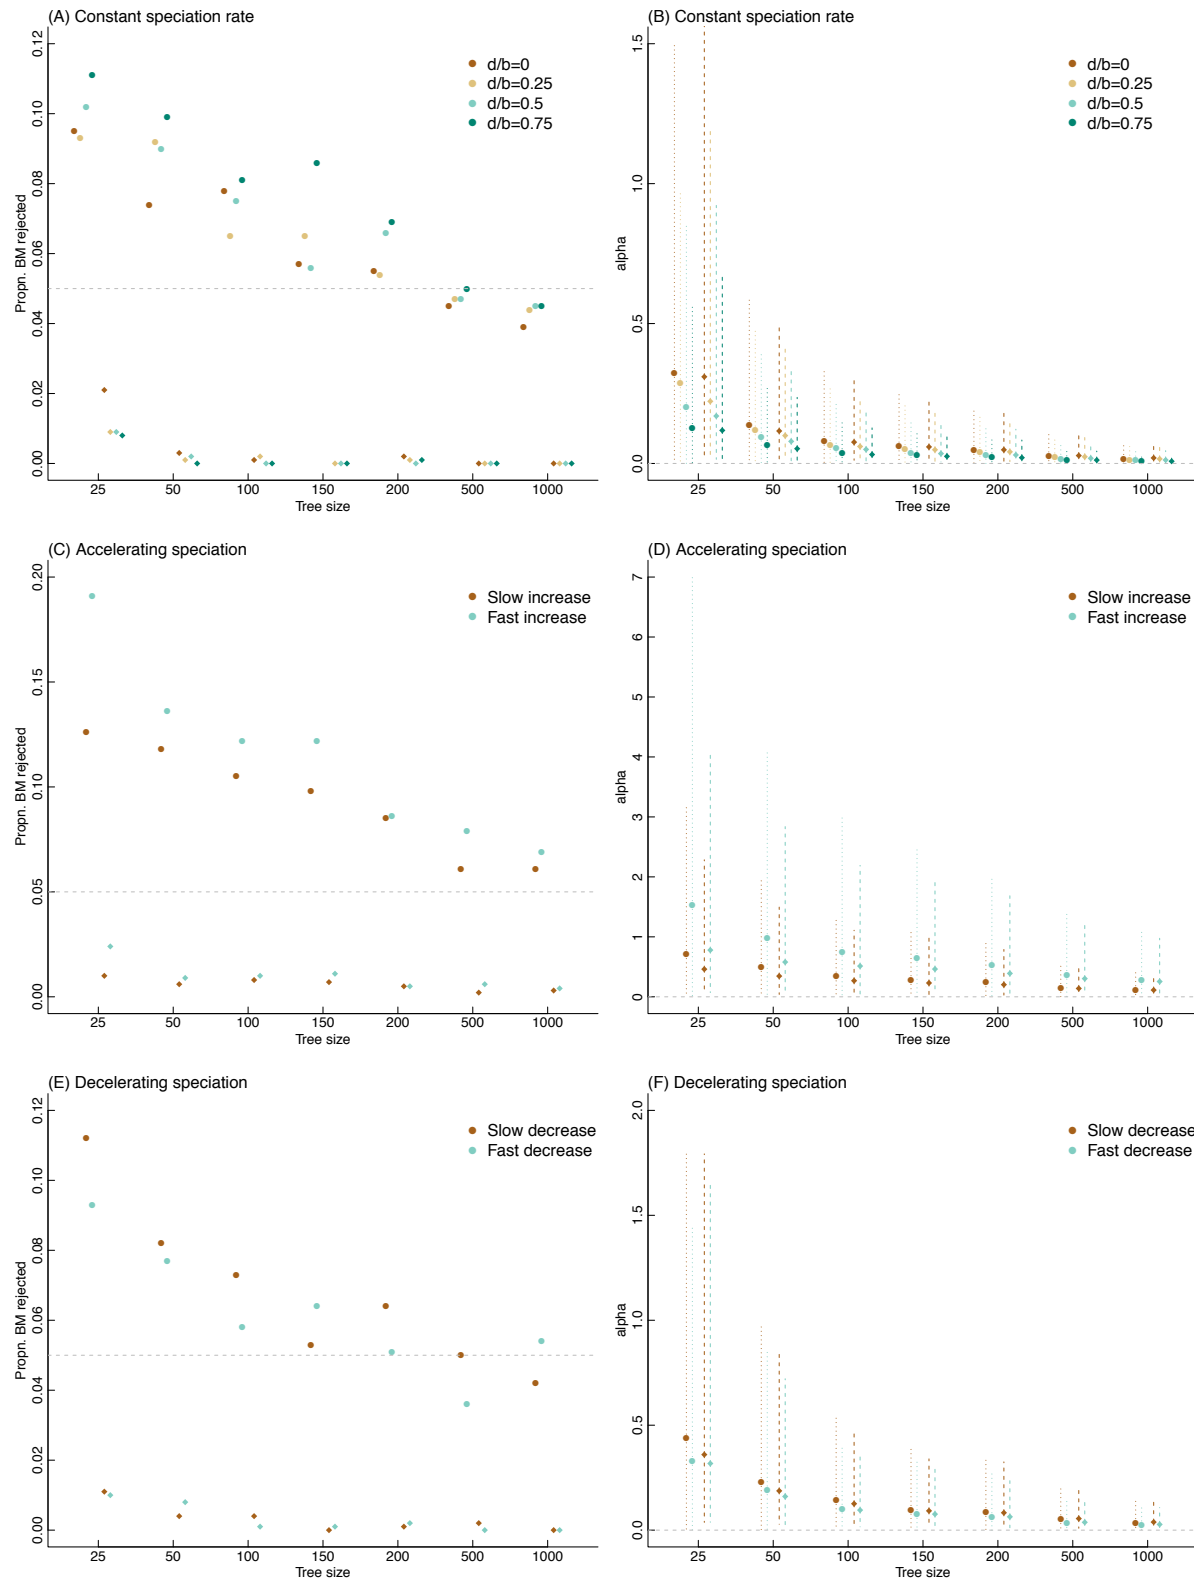 (A) Constant speciation rate
0.12
0.10
0.08
0.06
0.04
0.02
0.00
Propn. BM rejected
d/b=0
d/b=0.25
d/b=0.5
d/b=0.75
25 50 100 150 200 500 1000
Tree size
(B) Constant speciation rate
1.5
1.0
0.5
0.0
alpha
d/b=0
d/b=0.25
d/b=0.5
d/b=0.75
25 50 100 150 200 500 1000
Tree size
(C) Accelerating speciation
0.20
0.15
0.10
0.05
0.00
Propn. BM rejected
Slow increase
Fast increase
25 50 100 150 200 500 1000
Tree size
(D) Accelerating speciation
7
6
5
4
3
2
1
0
alpha
Slow increase
Fast increase
25 50 100 150 200 500 1000
Tree size
(E) Decelerating speciation
0.12
0.10
0.08
0.06
0.04
0.02
0.00
Propn. BM rejected
Slow decrease
Fast decrease
25 50 100 150 200 500 1000
Tree size
(F) Decelerating speciation
2.0
1.5
1.0
0.5
0.0
alpha
Slow decrease
Fast decrease
25 50 100 150 200 500 1000
Tree size